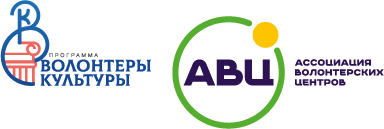 ПРОГРАММА
ВОЛОНТЕРЫ
КУЛЬТУРЫ
АВЦ
АССОЦИАЦИЯ
ВОЛОНТЕРСКИХ
ЦЕНТРОВ